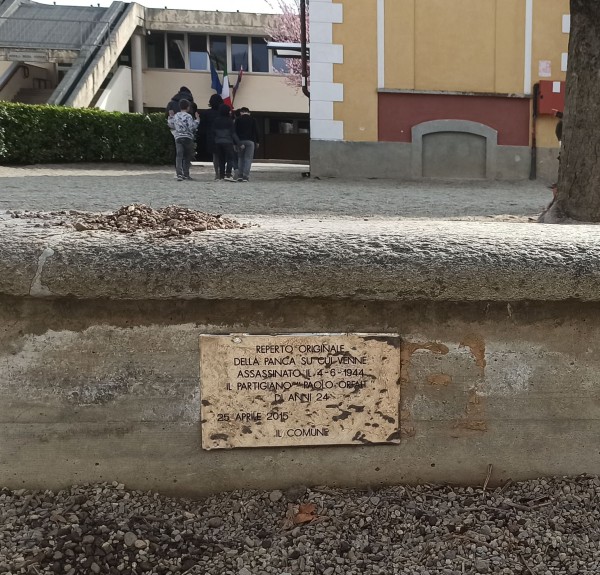 REPERTO ORIGINALE
DELLA PANCA SU CUI VENNE
ASSASSINATO IL 4-6-1944
IL PARTIGIANO PAOLO ORFAIT
DI ANNI 24
25 APRILE 2015
IL COMUNE